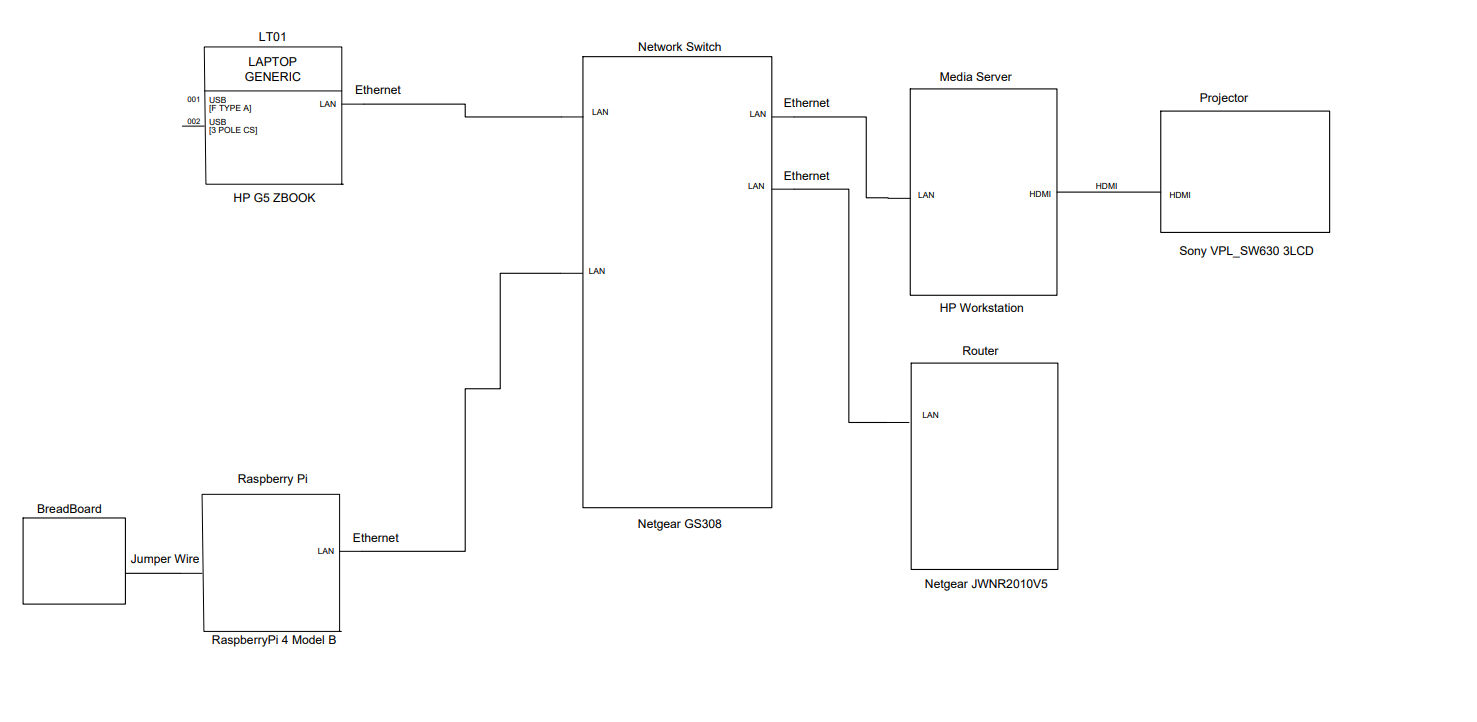 LT01
LAPTOP
GENERIC
001 USB
[F TYPE A]
LAN
002 USB
[3 POLE CS]
HP G5 ZBOOK
Ethernet
Network Switch
LAN
LAN
LAN
LAN
Netgear GS308
Ethernet
Ethernet
Media Server
LAN
HDMI
HP Workstation
HDMI
Projector
HDMI
Sony VPL_SW630 3LCD
Router
LAN
Netgear JWNR2010V5
BreadBoard
Jumper Wire
Raspberry Pi
LAN
RaspberryPi 4 Model B
Ethernet